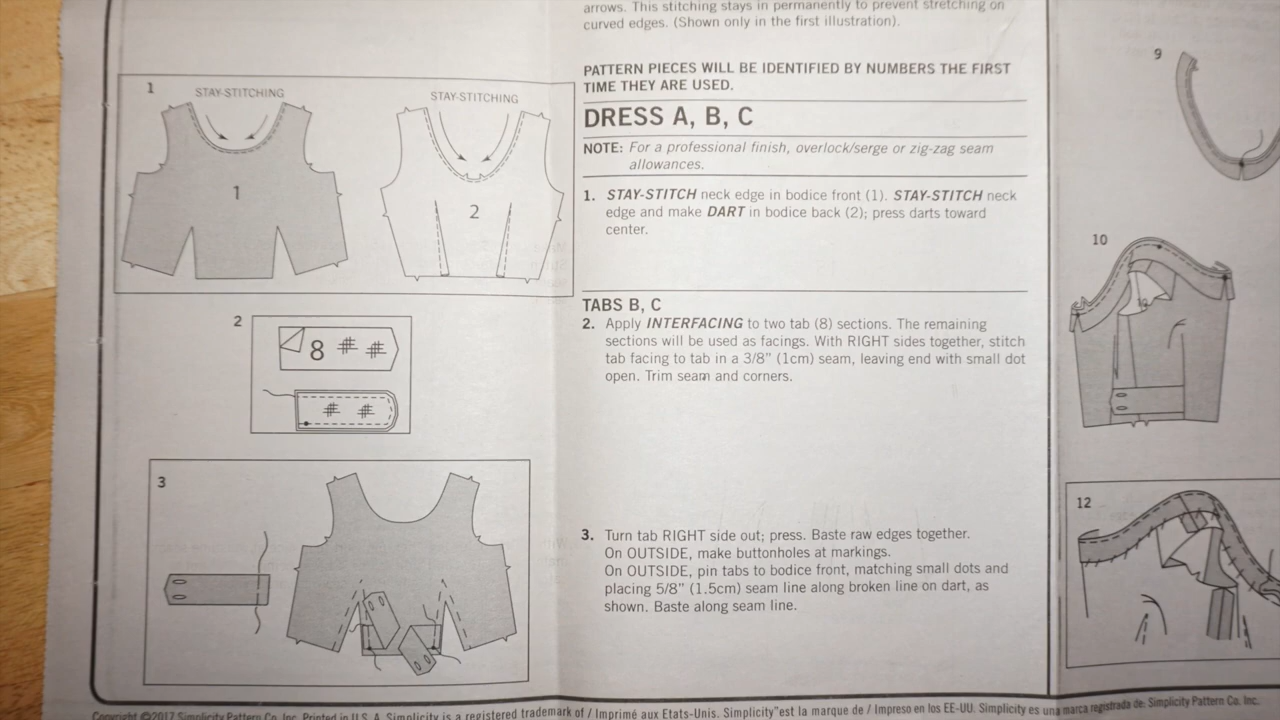 arrows. This stitching stays in permanently to prevent stretching on
curved edges. (Shown only in the first illustration).
PATTERN PIECES WILL BE IDENTIFIED BY NUMBERS THE FIRST
TIME THEY ARE USED.
DRESS A, B, C
NOTE: For a professional finish, overlock/serge or zig-zag seam
allowances.
1. STAY-STITCH neck edge in bodice front (1). STAY-STITCH neck
edge and make DART in bodice back (2); press darts toward
center.
TABS B, C
2. Apply INTERFACING to two tab (8) sections. The remaining
sections will be used as facings. With RIGHT sides together, stitch
tab facing to tab in a 3/8" (1cm) seam, leaving end with small dot
open. Trim seam and corners.
3. Turn tab RIGHT side out; press. Baste raw edges together.
On OUTSIDE, make buttonholes at markings.
On OUTSIDE, pin tabs to bodice front, matching small dots and
placing 5/8" (1.5cm) seam line along broken line on dart, as
shown. Baste along seam line.
1
STAY-STITCHING
STAY-STITCHING
1
2
2
8
3
9
10
12
Copyright ©2017 Simplicity Pattern Co. Inc. Printed in U.S.A. Simplicity is a registered trademark of / Imprimé aux Etats-Unis. Simplicity"est la marque de / Impreso en los EE-UU. Simplicity es una marca registrada de: Simplicity Pattern Co. Inc.